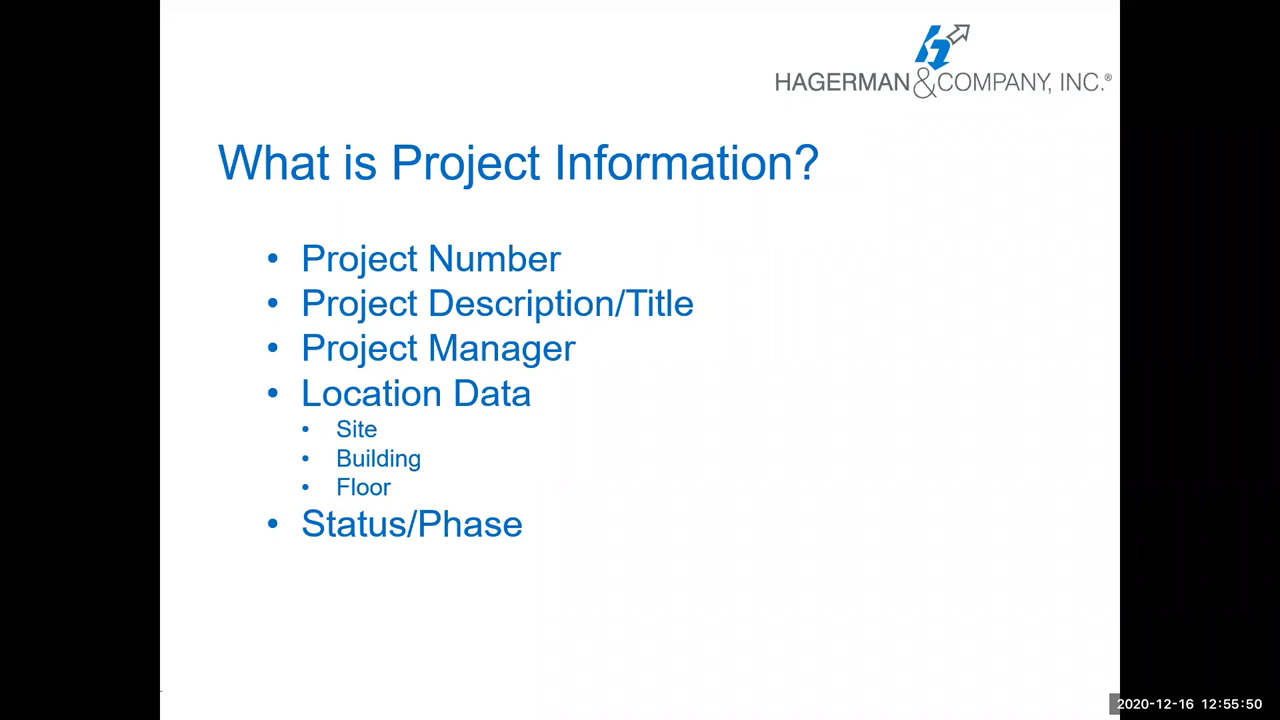 HAGERMAN & COMPANY, INC.®
What is Project Information?
• Project Number
• Project Description/Title
• Project Manager
• Location Data
• Site
• Building
• Floor
• Status/Phase
2020-12-16 12:55:50